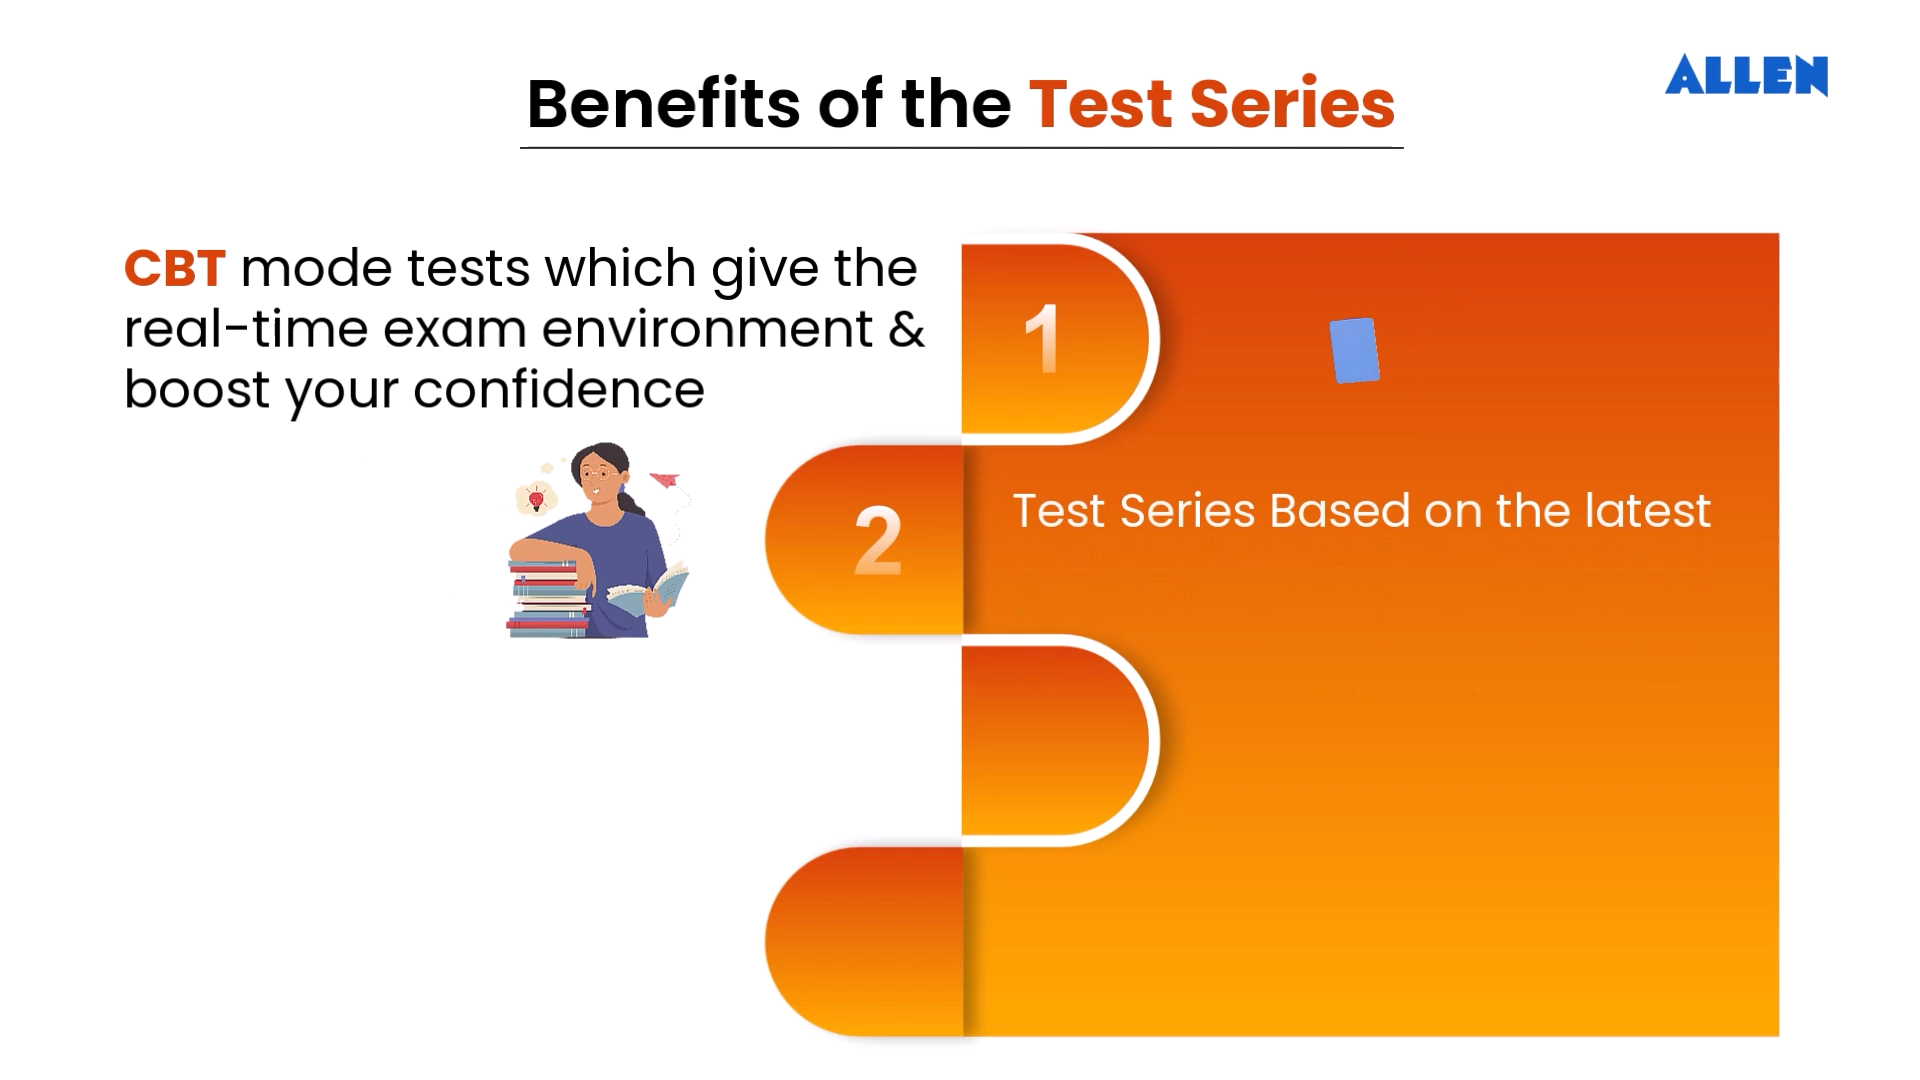 Benefits of the Test Series
ALLEN
CBT mode tests which give the
real-time exam environment &
boost your confidence
1
2
Test Series Based on the latest